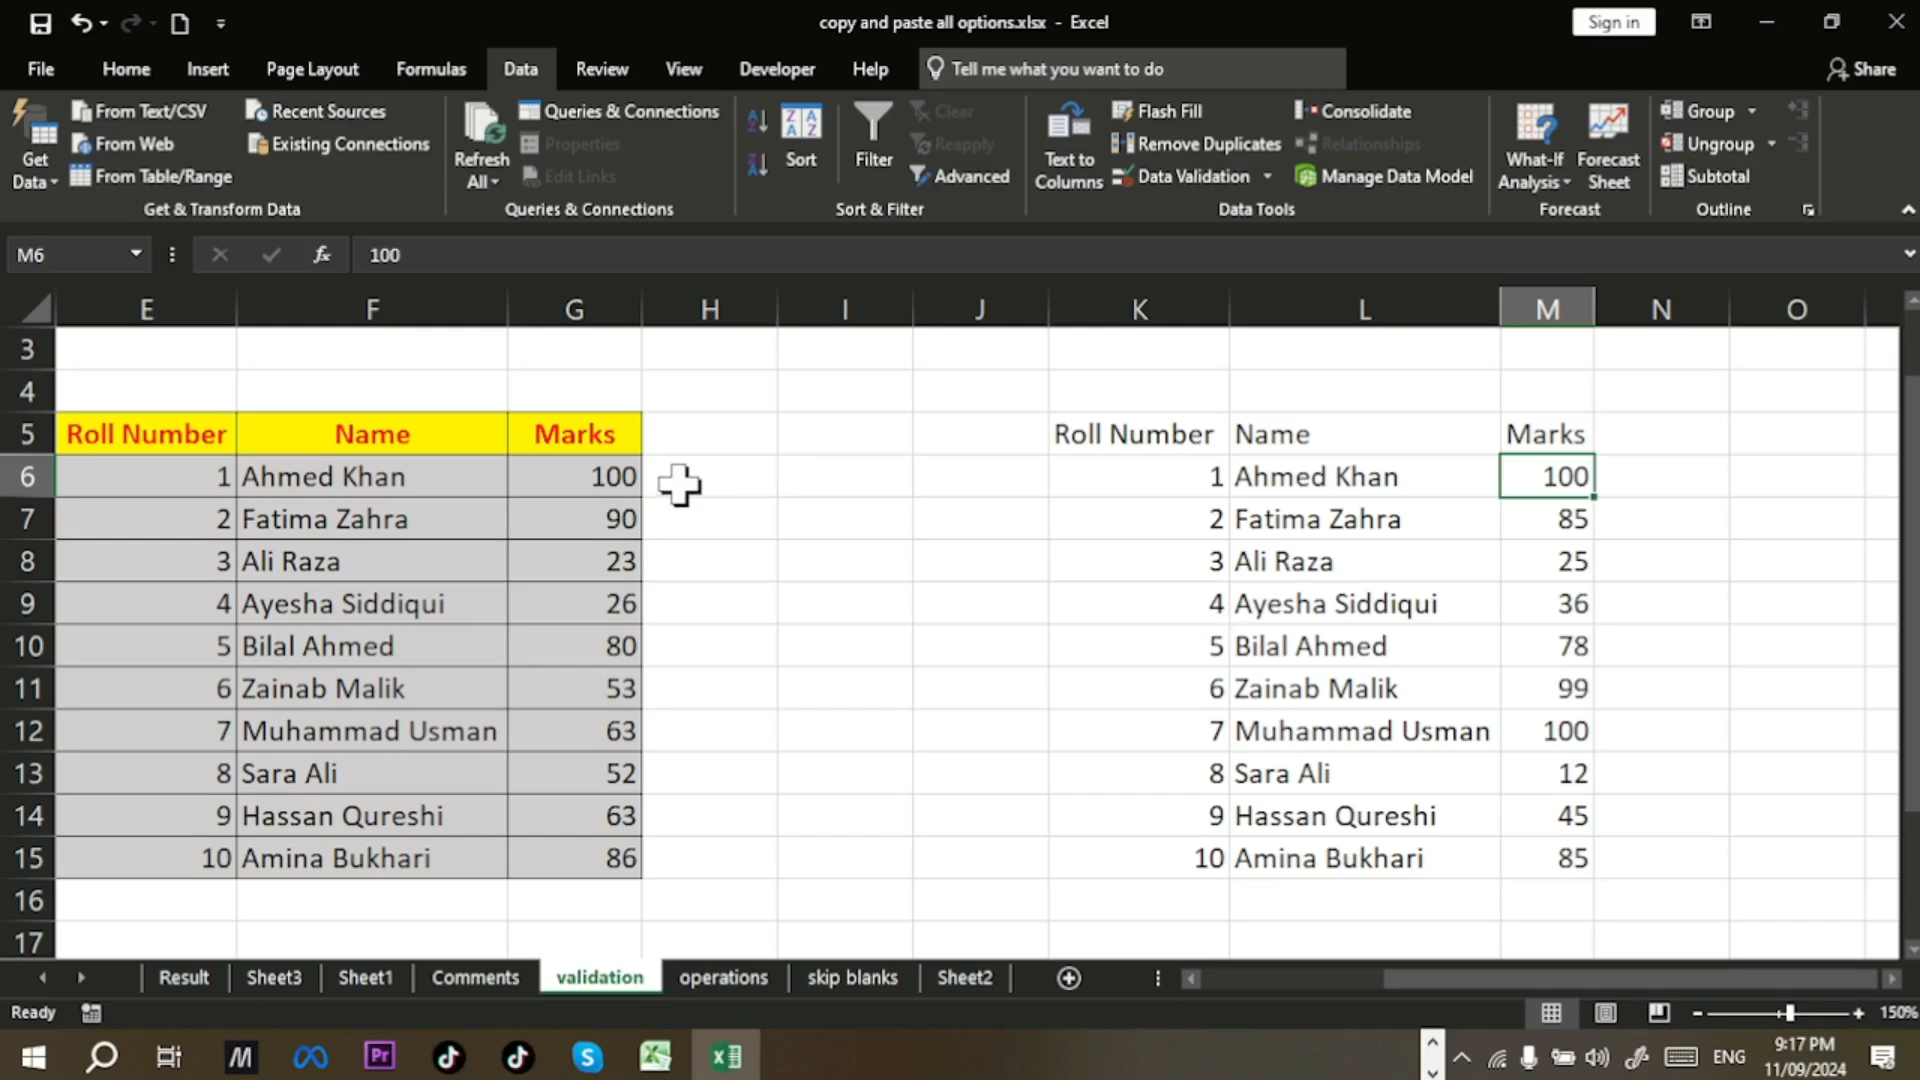 copy and paste all options.xlsx - Excel
Sign in
File Home Insert Page Layout Formulas Data Review View Developer Help Tell me what you want to do Share
Get Data
From Text/CSV
From Web
From Table/Range
Recent Sources
Existing Connections
Get & Transform Data
Refresh All
Queries & Connections
Properties
Edit Links
Queries & Connections
Sort
Filter
Clear
Reapply
Advanced
Sort & Filter
Text to Columns
Flash Fill
Remove Duplicates
Data Validation
Consolidate
Relationships
Manage Data Model
Data Tools
What-If Analysis
Forecast Sheet
Forecast
Group
Ungroup
Subtotal
Outline
M6 fx 100
E F G H I J K L M N O
3
4
5 Roll Number Name Marks Roll Number Name Marks
6 1 Ahmed Khan 100 1 Ahmed Khan 100
7 2 Fatima Zahra 90 2 Fatima Zahra 85
8 3 Ali Raza 23 3 Ali Raza 25
9 4 Ayesha Siddiqui 26 4 Ayesha Siddiqui 36
10 5 Bilal Ahmed 80 5 Bilal Ahmed 78
11 6 Zainab Malik 53 6 Zainab Malik 99
12 7 Muhammad Usman 63 7 Muhammad Usman 100
13 8 Sara Ali 52 8 Sara Ali 12
14 9 Hassan Qureshi 63 9 Hassan Qureshi 45
15 10 Amina Bukhari 86 10 Amina Bukhari 85
16
17
Result Sheet3 Sheet1 Comments validation operations skip blanks Sheet2
Ready 150%
ENG 9:17 PM
11/09/2024